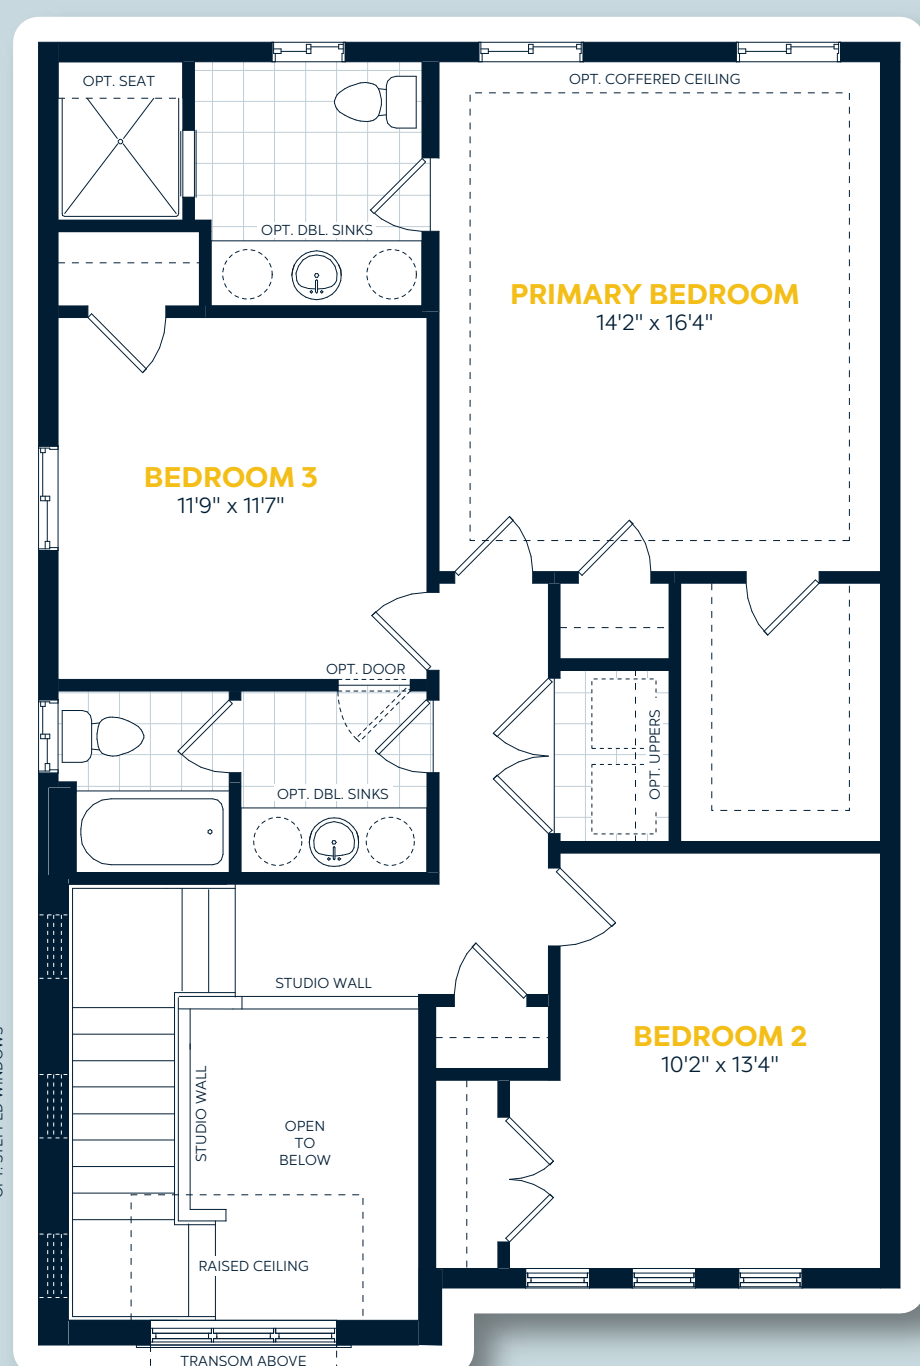 OPT. SEAT
OPT. COFFERED CEILING
OPT. DBL. SINKS
PRIMARY BEDROOM
14'2" x 16'4"
BEDROOM 3
11'9" x 11'7"
OPT. DOOR
OPT. UPPERS
OPT. DBL. SINKS
STUDIO WALL
BEDROOM 2
10'2" x 13'4"
STUDIO WALL
OPEN
TO
BELOW
RAISED CEILING
TRANSOM ABOVE